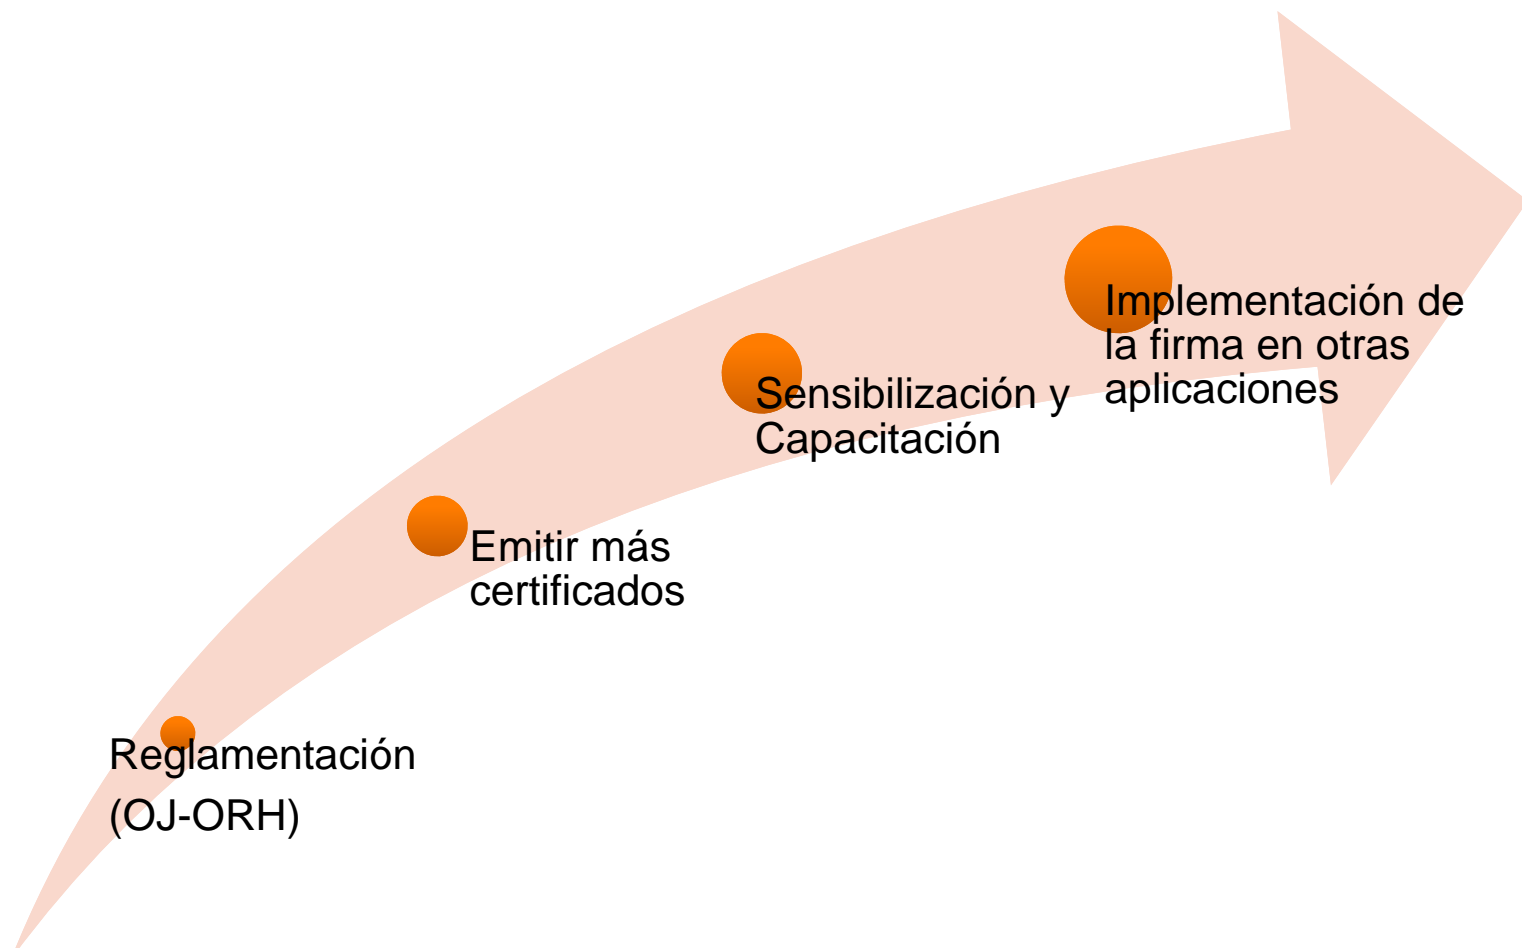 Reglamentación
(OJ-ORH)
Emitir más
certificados
Sensibilización y
Capacitación
Implementación de
la firma en otras
aplicaciones